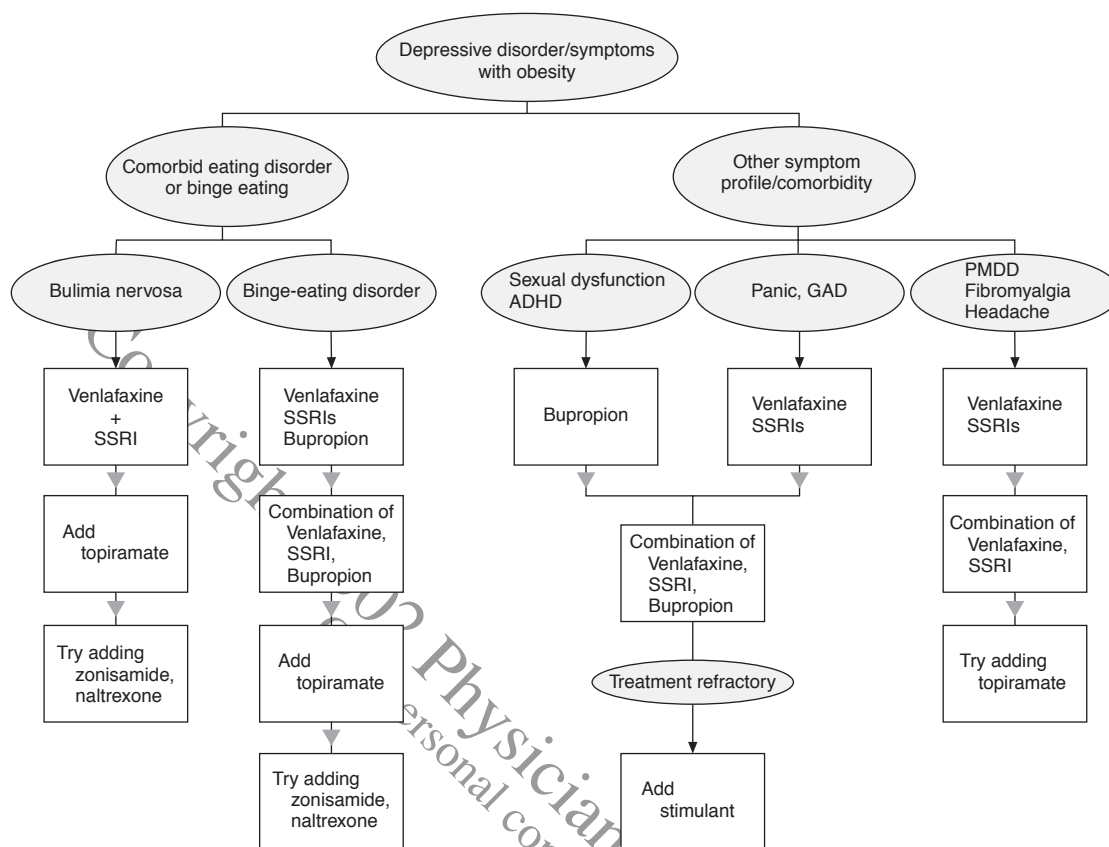 Depressive disorder/symptoms
with obesity
Comorbid eating disorder
or binge eating
Other symptom
profile/comorbidity
Bulimia nervosa
Binge-eating disorder
Sexual dysfunction
ADHD
Panic, GAD
PMDD
Fibromyalgia
Headache
Venlafaxine
+
SSRI
Venlafaxine
SSRIs
Bupropion
Bupropion
Venlafaxine
SSRIs
Venlafaxine
SSRIs
Add
topiramate
Combination of
Venlafaxine,
SSRI,
Bupropion
Combination of
Venlafaxine,
SSRI,
Bupropion
Combination of
Venlafaxine,
SSRI
Try adding
zonisamide,
naltrexone
Add
topiramate
Treatment refractory
Try adding
topiramate
Try adding
zonisamide,
naltrexone
Add
stimulant
Physician